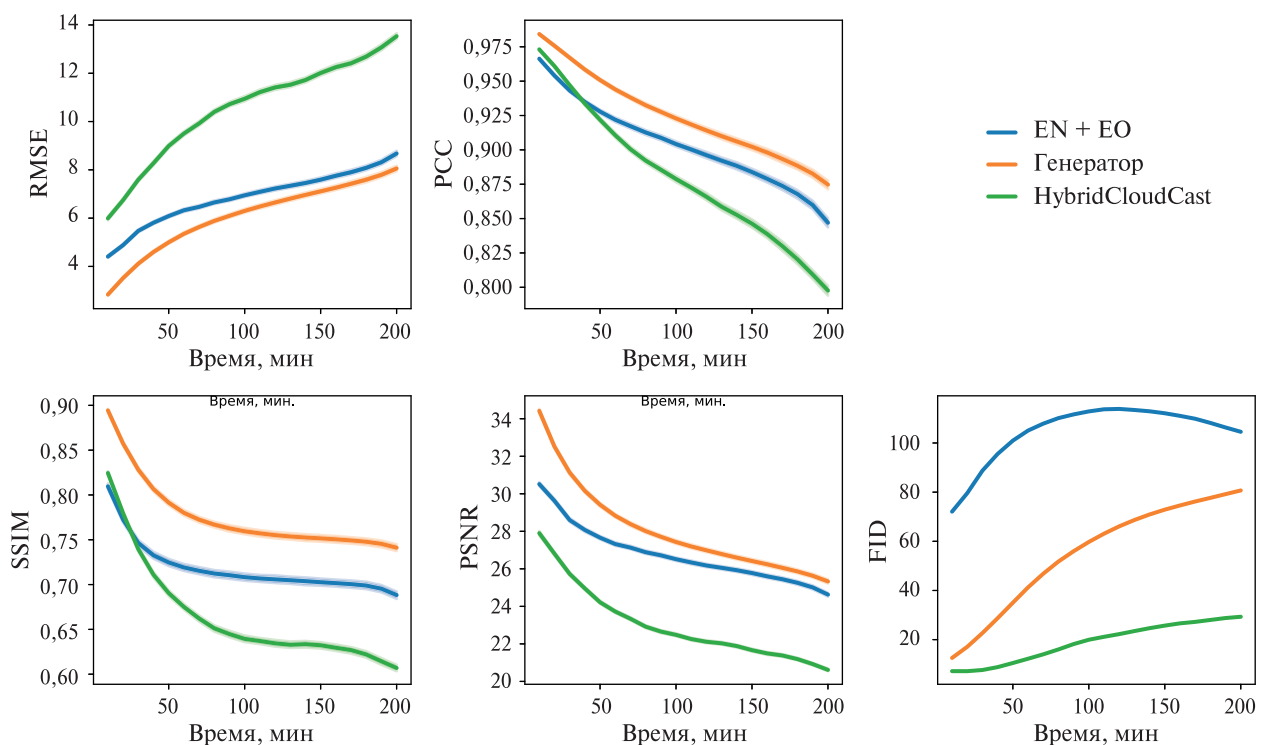 14
12
10
8
6
4
RMSE
50 100 150 200
Время, мин
0,975
0,950
0,925
0,900
0,875
0,850
0,825
0,800
PCC
50 100 150 200
Время, мин
EN + EO
Генератор
HybridCloudCast
0,90
0,85
0,80
0,75
0,70
0,65
0,60
SSIM
Время, мин.
50 100 150 200
Время, мин
34
32
30
28
26
24
22
20
PSNR
Время, мин.
50 100 150 200
Время, мин
100
80
60
40
20
FID
50 100 150 200
Время, мин